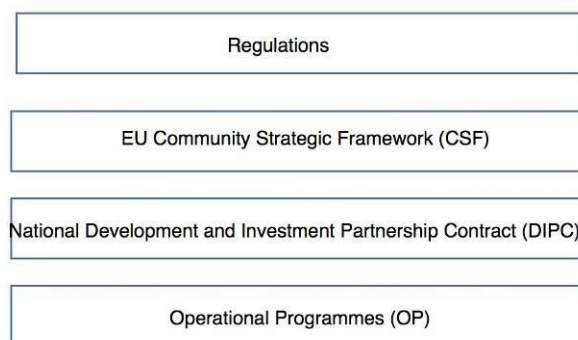 Regulations
EU Community Strategic Framework (CSF)
National Development and Investment Partnership Contract (DIPC)
Operational Programmes (OP)